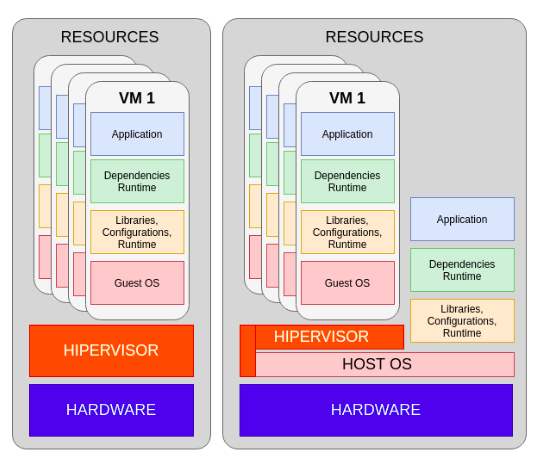 RESOURCES
VM 1
Application
Dependencies
Runtime
Libraries,
Configurations,
Runtime
Guest OS
HIPERVISOR
HARDWARE
RESOURCES
VM 1
Application
Dependencies
Runtime
Libraries,
Configurations,
Runtime
Guest OS
Application
Dependencies
Runtime
Libraries,
Configurations,
Runtime
HIPERVISOR
HOST OS
HARDWARE